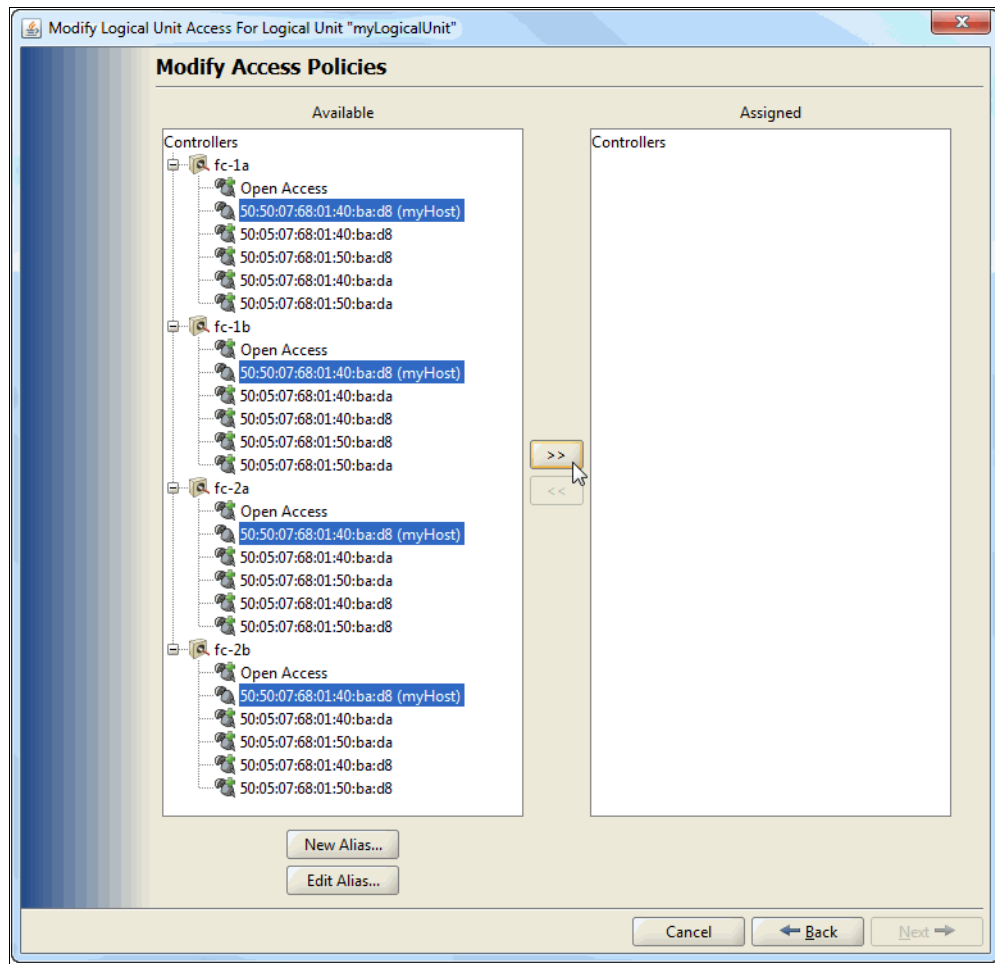 Modify Logical Unit Access For Logical Unit "myLogicalUnit"
Modify Access Policies
Available
Controllers
fc-1a
Open Access
50:50:07:68:01:40:ba:d8 (myHost)
50:05:07:68:01:40:ba:d8
50:05:07:68:01:50:ba:d8
50:05:07:68:01:40:ba:da
50:05:07:68:01:50:ba:da
fc-1b
Open Access
50:50:07:68:01:40:ba:d8 (myHost)
50:05:07:68:01:40:ba:da
50:05:07:68:01:40:ba:d8
50:05:07:68:01:50:ba:d8
50:05:07:68:01:50:ba:da
fc-2a
Open Access
50:50:07:68:01:40:ba:d8 (myHost)
50:05:07:68:01:40:ba:da
50:05:07:68:01:50:ba:da
50:05:07:68:01:40:ba:d8
50:05:07:68:01:50:ba:d8
fc-2b
Open Access
50:50:07:68:01:40:ba:d8 (myHost)
50:05:07:68:01:40:ba:da
50:05:07:68:01:50:ba:da
50:05:07:68:01:40:ba:d8
50:05:07:68:01:50:ba:d8
>>
<<
Assigned
Controllers
New Alias...
Edit Alias...
Cancel
Back
Next